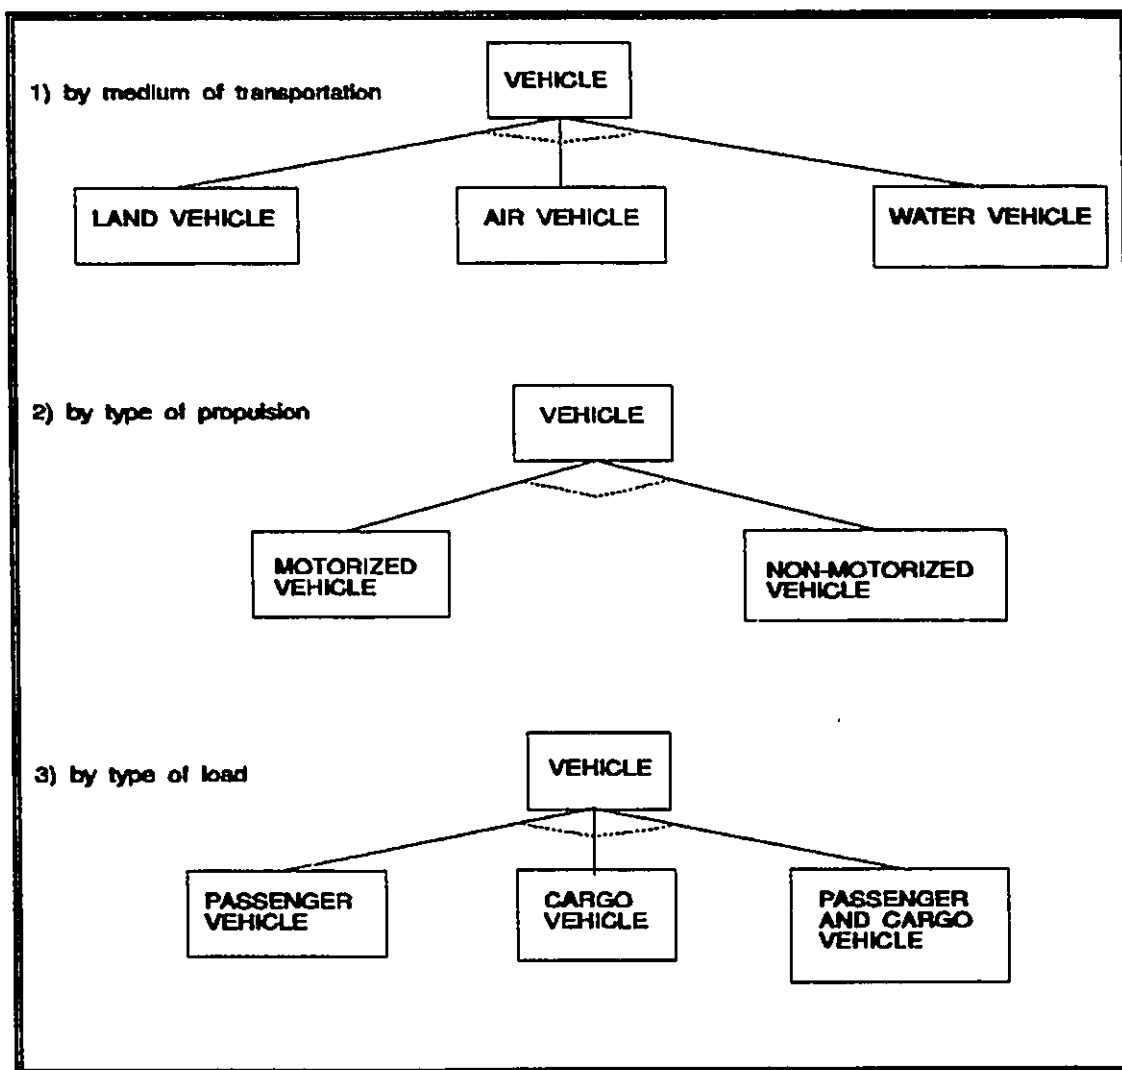 1) by medium of transportation
VEHICLE
LAND VEHICLE
AIR VEHICLE
WATER VEHICLE
2) by type of propulsion
VEHICLE
MOTORIZED
VEHICLE
NON-MOTORIZED
VEHICLE
3) by type of load
VEHICLE
PASSENGER
VEHICLE
CARGO
VEHICLE
PASSENGER
AND CARGO
VEHICLE